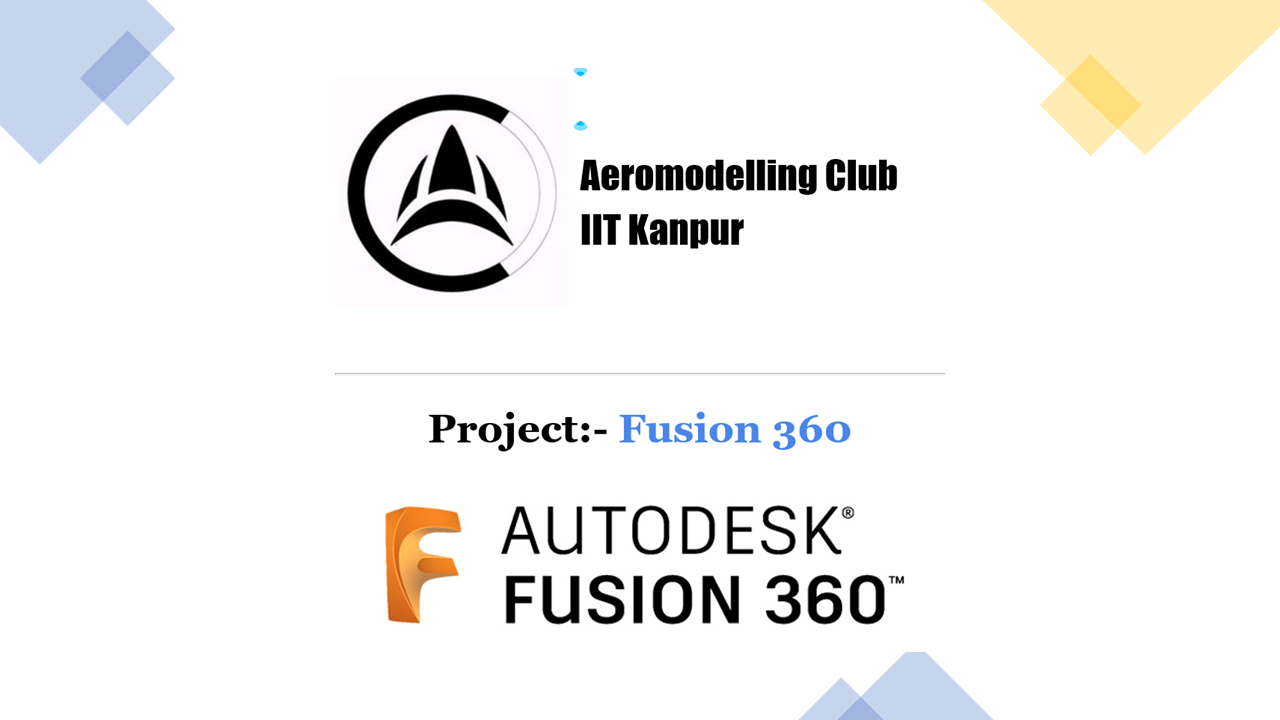 Aeromodelling Club
IIT Kanpur
Project:- Fusion 360
AUTODESK®
FUSION 360™